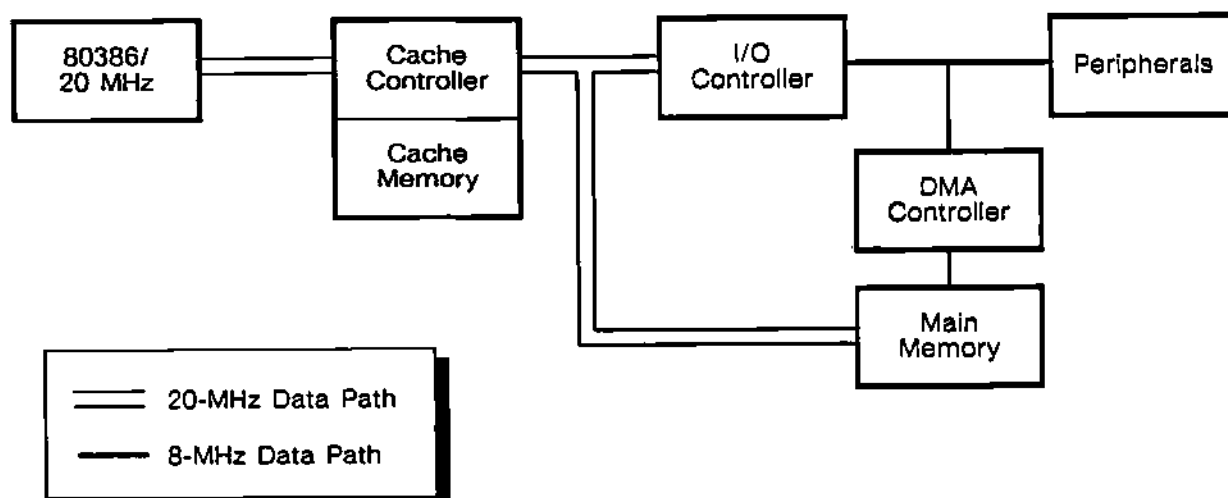 80386/
20 MHz
Cache
Controller
Cache
Memory
I/O
Controller
Peripherals
DMA
Controller
Main
Memory
20-MHz Data Path
8-MHz Data Path